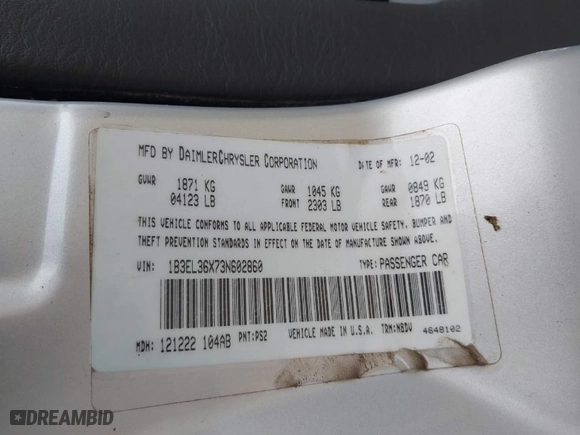 MFD BY DAIMLERCHRYSLER CORPORATION DATE OF MFR 12-02
GVWR 1871 KG GAWR 1045 KG GAWR 0849 KG
04123 LB FRONT 2303 LB REAR 1870 LB
THIS VEHICLE CONFORMS TO ALL APPLICABLE FEDERAL MOTOR VEHICLE SAFETY, BUMPER AND
THEFT PREVENTION STANDARDS IN EFFECT ON THE DATE OF MANUFACTURE SHOWN ABOVE.
VIN: 1B3EL36X73N602860 TYPE: PASSENGER CAR
MDH: 121222 104AB PNT: PS2 VEHICLE MADE IN U.S.A. TRM: N8DV 4648102
DREAMBID